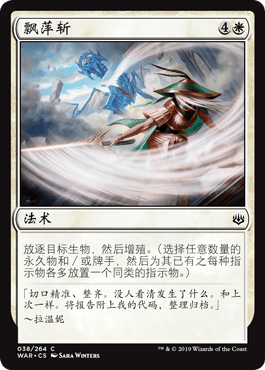 飘萍斩 4
法术
放逐目标生物,然后增殖。(选择任意数量的
永久物和/或牌手,然后为其已有之每种指
示物各多放置一个同类的指示物。)
「切口精准、整齐。没人看清发生了什么。和上
一次一样。将报告附上我的代码,整理归档。」
～拉温妮
038/264 C
WAR • CS SARA WINTERS
™ & © 2019 Wizards of the Coast